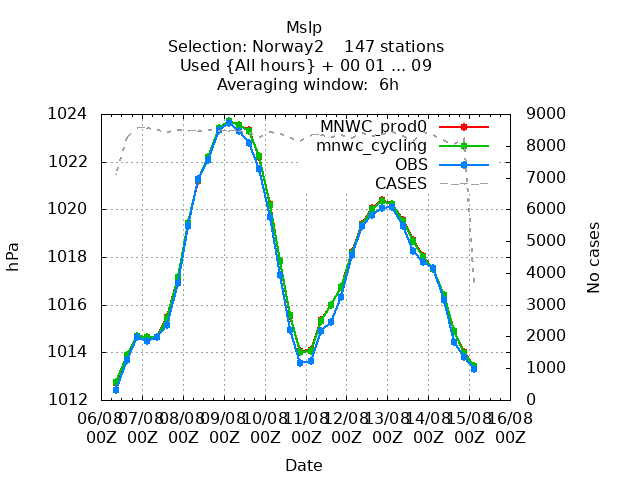 Mslp
Selection: Norway2    147 stations
Used {All hours} + 00 01 ... 09
Averaging window:  6h
1024
1022
1020
1018
1016
1014
1012
hPa
MNWC_prod0
mnwc_cycling
OBS
CASES
9000
8000
7000
6000
5000
4000
3000
2000
1000
0
No cases
06/08 07/08 08/08 09/08 10/08 11/08 12/08 13/08 14/08 15/08 16/08
00Z 00Z 00Z 00Z 00Z 00Z 00Z 00Z 00Z 00Z 00Z
Date